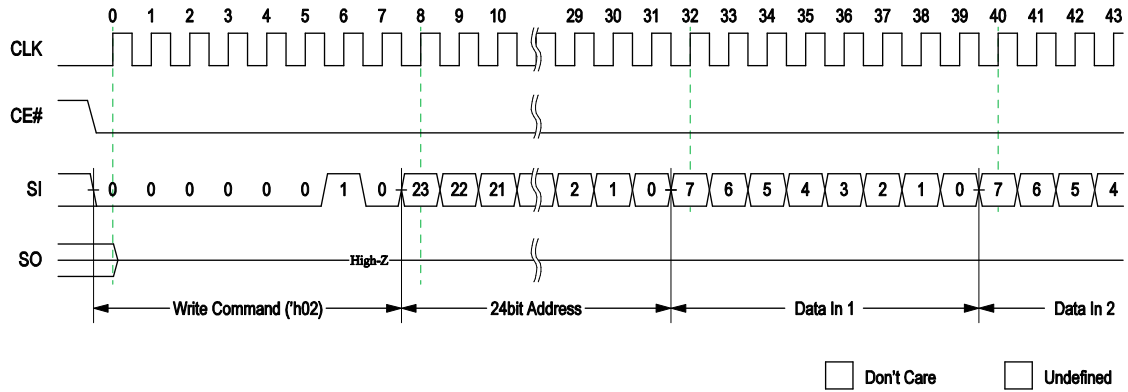 0 1 2 3 4 5 6 7 8 9 10 29 30 31 32 33 34 35 36 37 38 39 40 41 42 43
CLK
CE#
SI 0 0 0 0 0 0 1 0 23 22 21 2 1 0 7 6 5 4 3 2 1 0 7 6 5 4
SO High-Z
Write Command ('h02) 24bit Address Data In 1 Data In 2
Don't Care Undefined